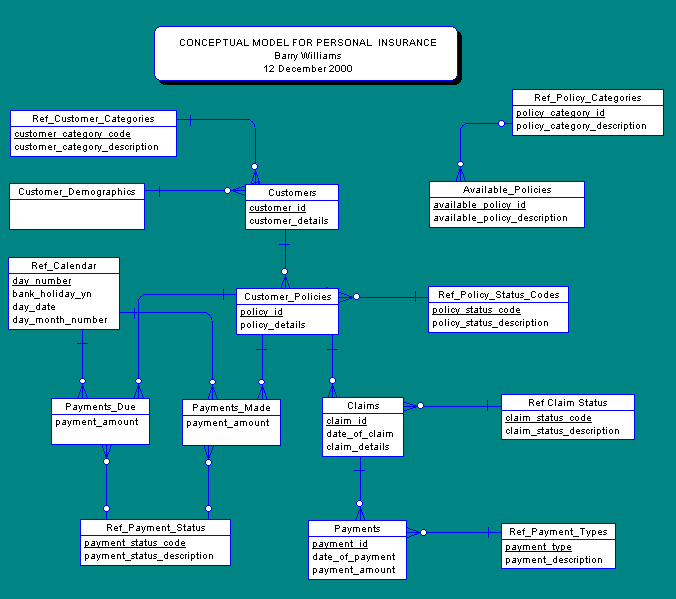 CONCEPTUAL MODEL FOR PERSONAL INSURANCE
Barry Williams
12 December 2000
Ref_Customer_Categories
customer_category_code
customer_category_description
Ref_Policy_Categories
policy_category_id
policy_category_description
Customer_Demographics
Customers
customer_id
customer_details
Available_Policies
available_policy_id
available_policy_description
Ref_Calendar
day_number
bank_holiday_yn
day_date
day_month_number
Customer_Policies
policy_id
policy_details
Ref_Policy_Status_Codes
policy_status_code
policy_status_description
Payments_Due
payment_amount
Payments_Made
payment_amount
Claims
claim_id
date_of_claim
claim_details
Ref Claim Status
claim_status_code
claim_status_description
Ref_Payment_Status
payment_status_code
payment_status_description
Payments
payment_id
date_of_payment
payment_amount
Ref_Payment_Types
payment_type
payment_description